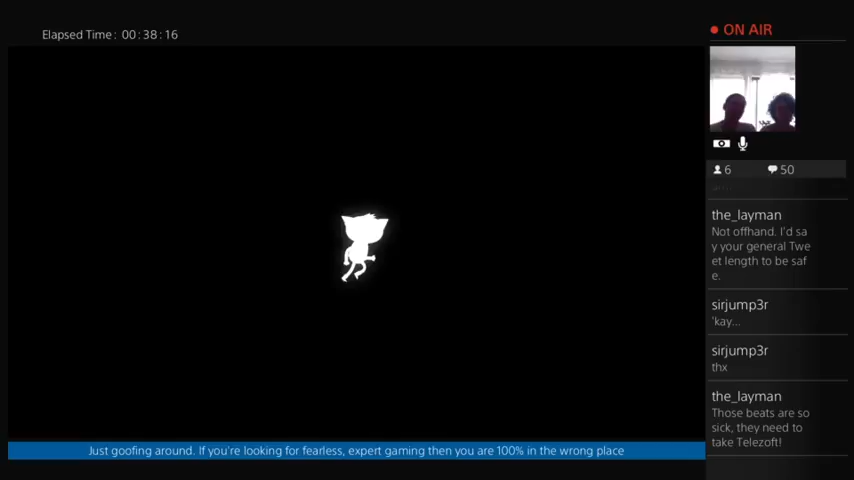 Elapsed Time: 00:38:16
ON AIR
6
50
the_layman
Not offhand. I'd sa
y your general Twe
et length to be saf
e.
sirjump3r
'kay...
sirjump3r
thx
the_layman
Those beats are so
sick, they need to
take Telezoft!
Just goofing around. If you're looking for fearless, expert gaming then you are 100% in the wrong place